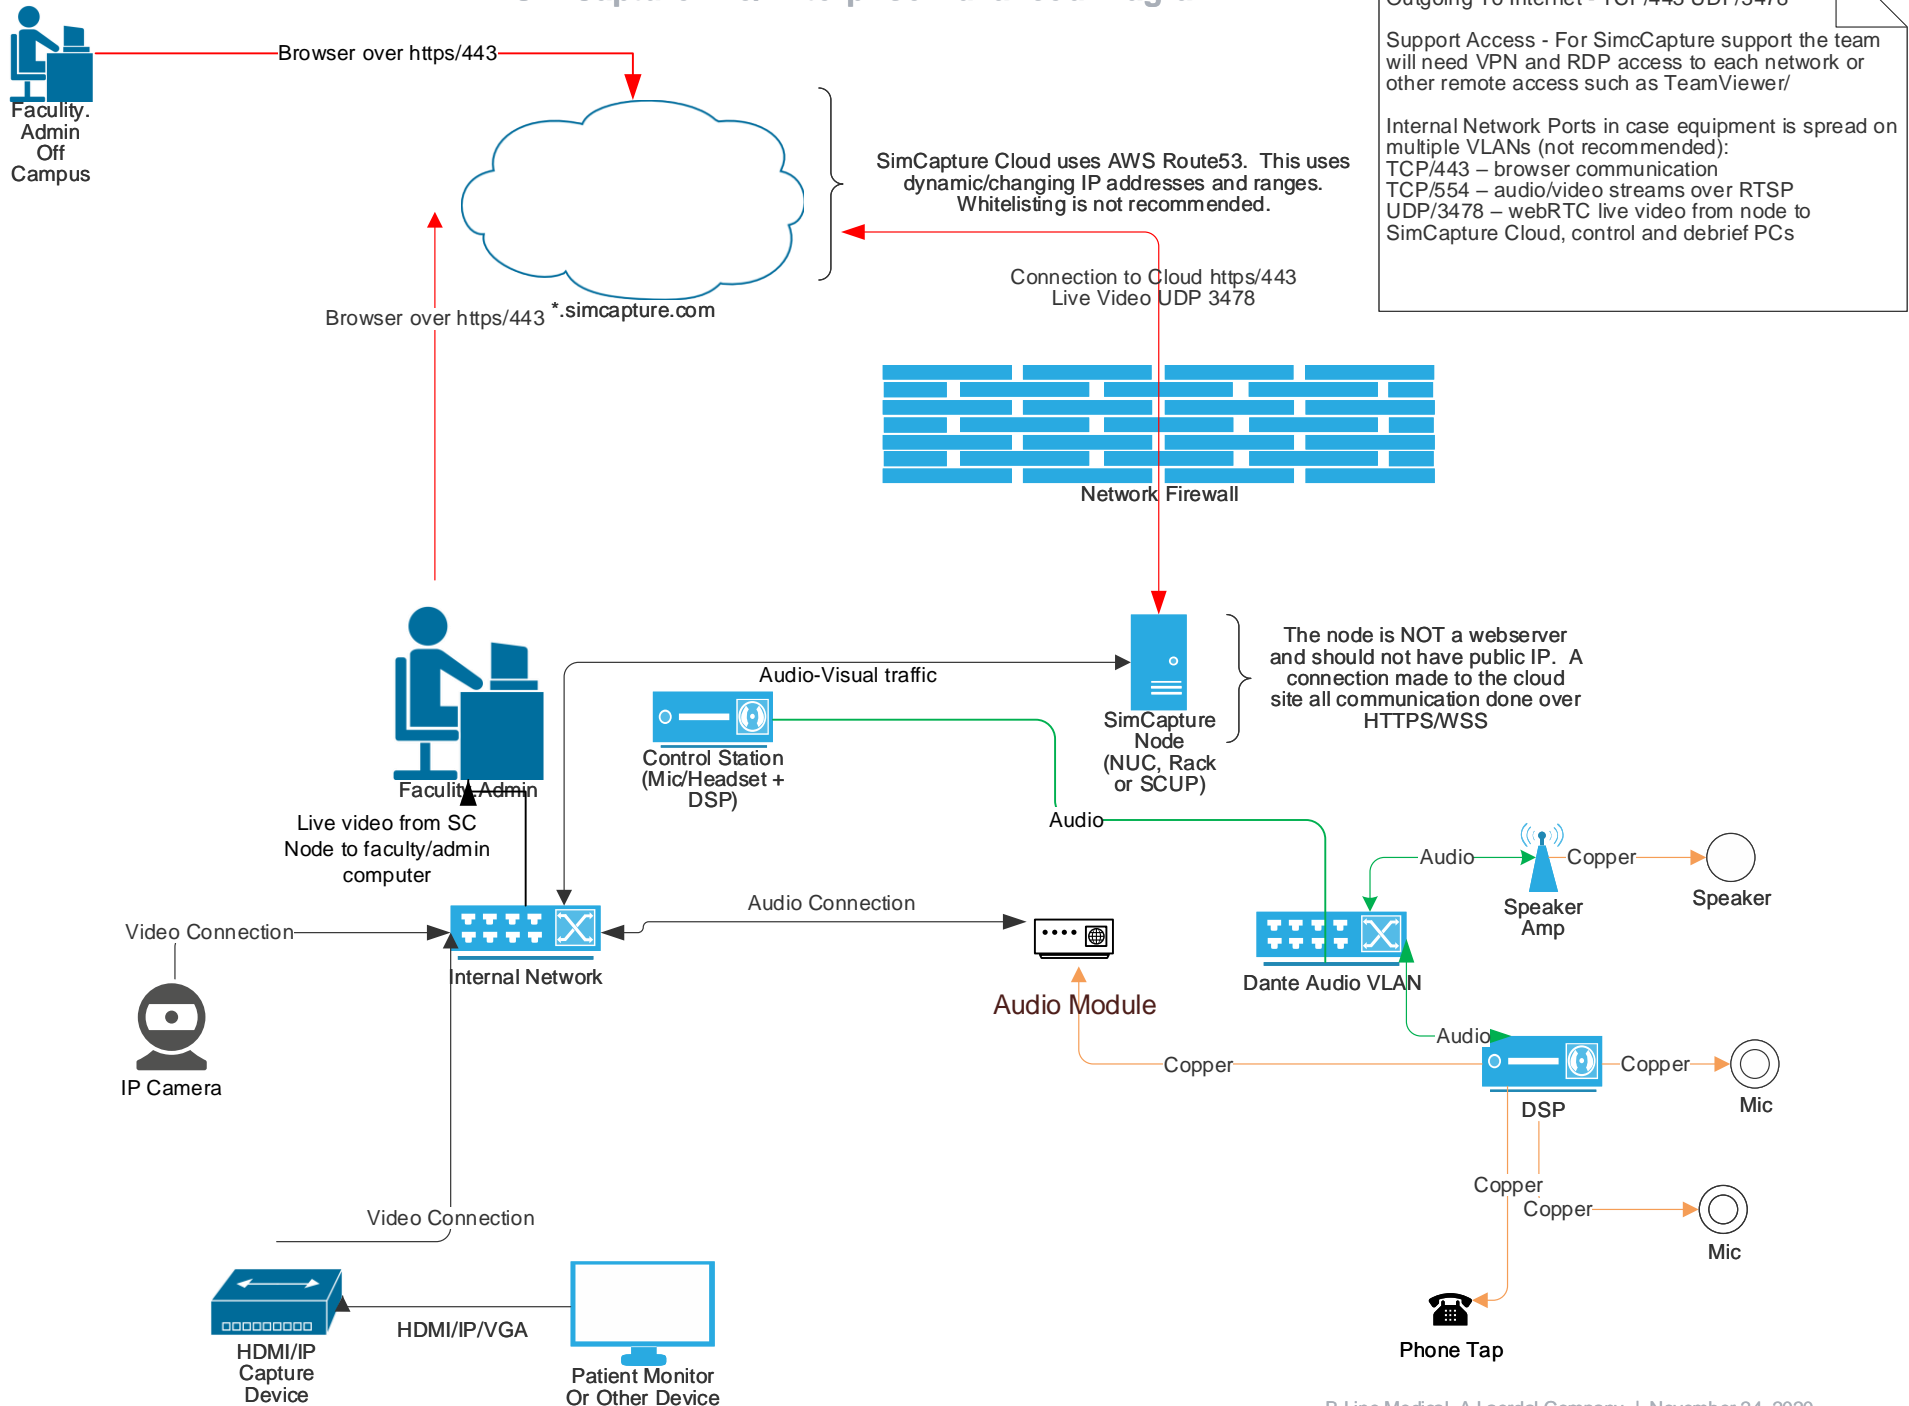 Outgoing To Internet - TCP/443 UDP/3478
Support Access - For SimcCapture support the team
will need VPN and RDP access to each network or
other remote access such as TeamViewer/
Internal Network Ports in case equipment is spread on
multiple VLANs (not recommended):
TCP/443 – browser communication
TCP/554 – audio/video streams over RTSP
UDP/3478 – webRTC live video from node to
SimCapture Cloud, control and debrief PCs
Browser over https/443
Faculity.
Admin
Off
Campus
SimCapture Cloud uses AWS Route53. This uses
dynamic/changing IP addresses and ranges.
Whitelisting is not recommended.
Connection to Cloud https/443
Live Video UDP 3478
Browser over https/443
*.simcapture.com
Network Firewall
The node is NOT a webserver
and should not have public IP. A
connection made to the cloud
site all communication done over
HTTPS/WSS
Audio-Visual traffic
SimCapture
Node
(NUC, Rack
or SCUP)
Control Station
(Mic/Headset +
DSP)
Faculity.Admin
Live video from SC
Node to faculty/admin
computer
Audio
Audio
Copper
Speaker
Speaker
Amp
Audio Connection
Video Connection
Internal Network
Dante Audio VLAN
Audio Module
Audio
IP Camera
Copper
Copper
DSP
Mic
Copper
Copper
Mic
Video Connection
HDMI/IP/VGA
HDMI/IP
Capture
Device
Patient Monitor
Or Other Device
Phone Tap